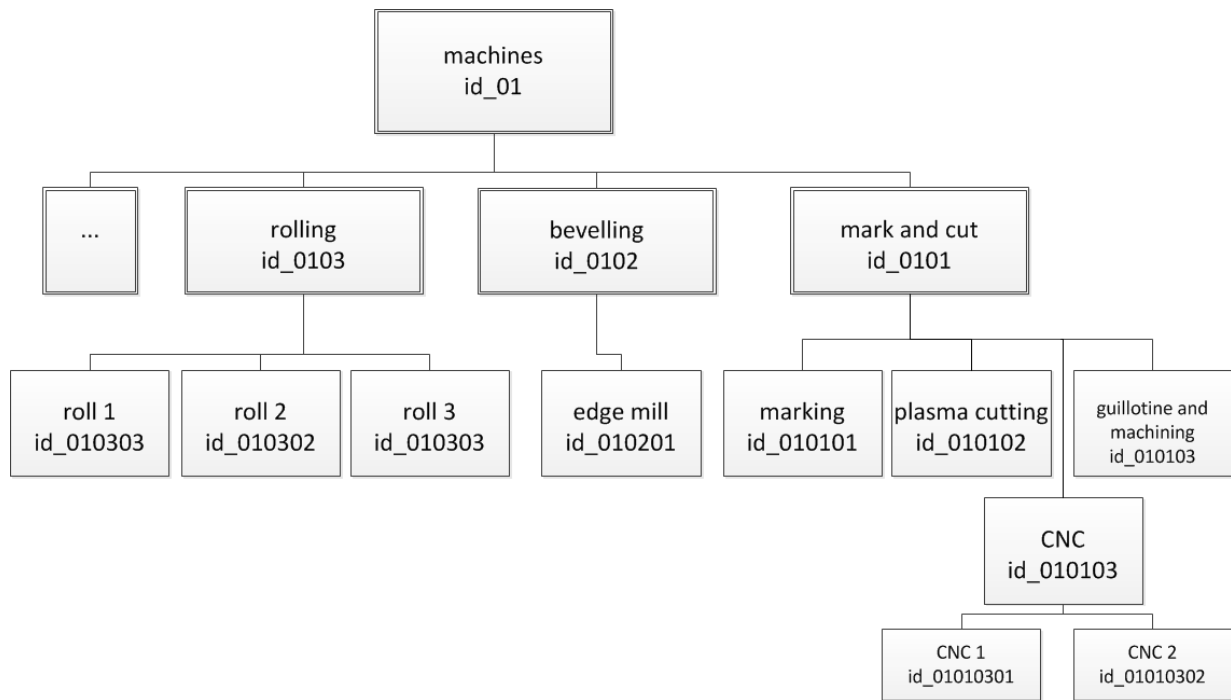 machines
id_01
...
rolling
id_0103
bevelling
id_0102
mark and cut
id_0101
roll 1
id_010303
roll 2
id_010302
roll 3
id_010303
edge mill
id_010201
marking
id_010101
plasma cutting
id_010102
guillotine and
machining
id_010103
CNC
id_010103
CNC 1
id_01010301
CNC 2
id_01010302